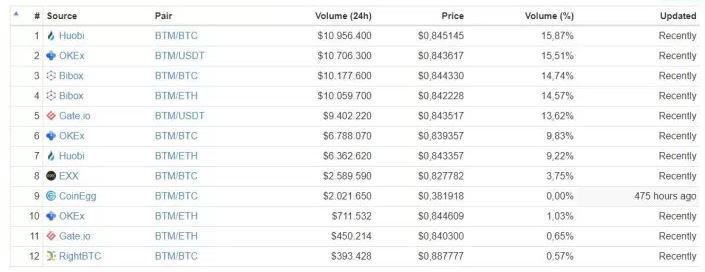 # Source Pair Volume (24h) Price Volume (%) Updated
1 Huobi BTM/BTC $10.956.400 $0,845145 15,87% Recently
2 OKEx BTM/USDT $10.706.300 $0,843617 15,51% Recently
3 Bibox BTM/BTC $10.177.600 $0,844330 14,74% Recently
4 Bibox BTM/ETH $10.059.700 $0,842228 14,57% Recently
5 Gate.io BTM/USDT $9.402.220 $0,843517 13,62% Recently
6 OKEx BTM/BTC $6.788.070 $0,839357 9,83% Recently
7 Huobi BTM/ETH $6.362.620 $0,843357 9,22% Recently
8 EXX BTM/BTC $2.589.590 $0,827782 3,75% Recently
9 CoinEgg BTM/BTC $2.021.650 $0,381918 0,00% 475 hours ago
10 OKEx BTM/ETH $711.532 $0,844609 1,03% Recently
11 Gate.io BTM/ETH $450.214 $0,840300 0,65% Recently
12 RightBTC BTM/BTC $393.428 $0,887777 0,57% Recently